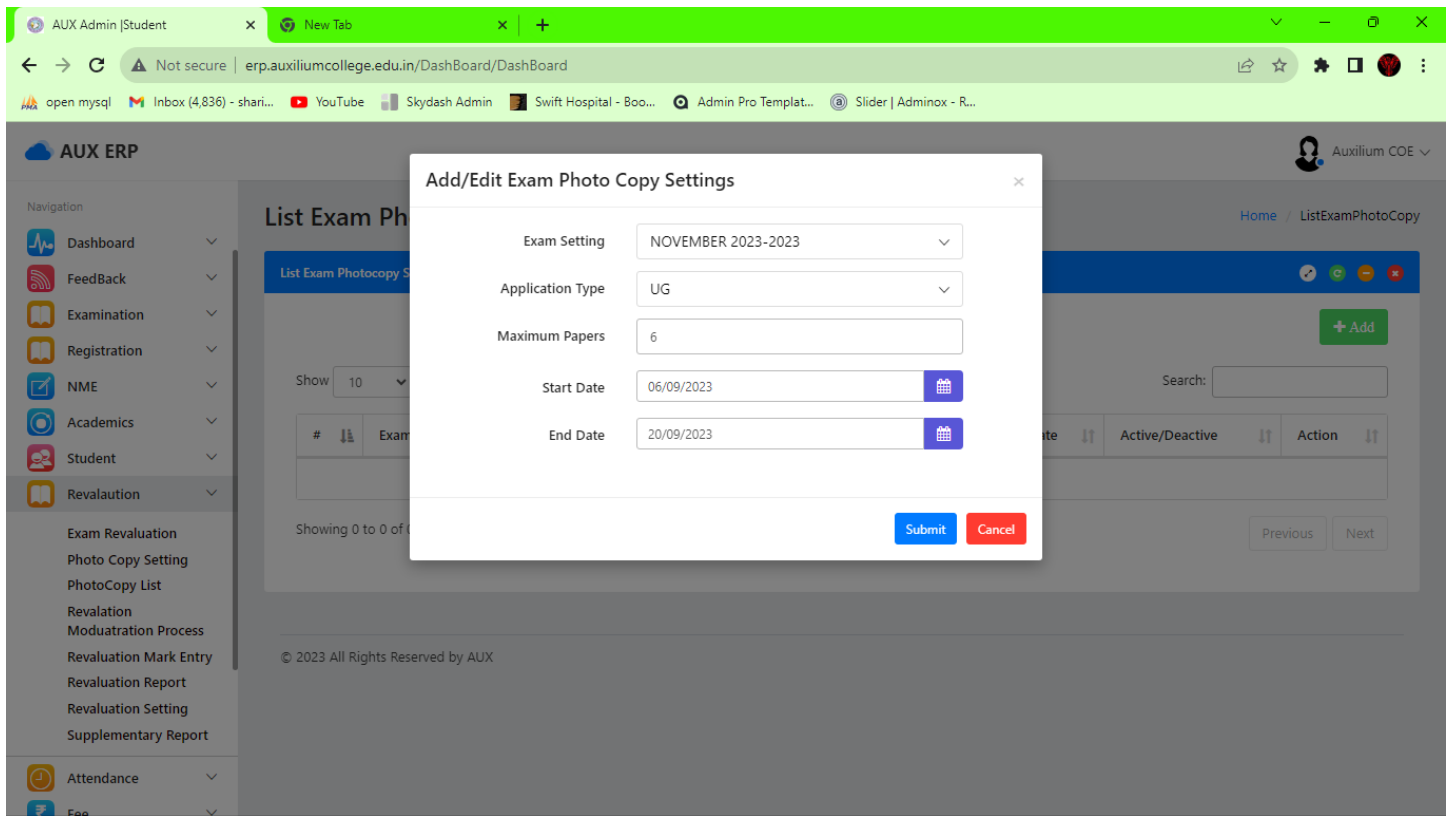 AUX Admin |Student
New Tab
Not secure | erp.auxiliumcollege.edu.in/DashBoard/DashBoard
open mysql Inbox (4,836) - shari... YouTube Skydash Admin Swift Hospital - Boo... Admin Pro Templat... Slider | Adminox - R...
AUX ERP
Auxilium COE
Navigation
Dashboard
FeedBack
Examination
Registration
NME
Academics
Student
Revalaution
Exam Revaluation
Photo Copy Setting
PhotoCopy List
Revalation
Moduatration Process
Revaluation Mark Entry
Revaluation Report
Revaluation Setting
Supplementary Report
Attendance
Fee
List Exam Ph
Home / ListExamPhotoCopy
List Exam Photocopy S
+ Add
Show 10
Search:
# Exam
Active/Deactive Action
Showing 0 to 0 of
Previous Next
© 2023 All Rights Reserved by AUX
Add/Edit Exam Photo Copy Settings
Exam Setting NOVEMBER 2023-2023
Application Type UG
Maximum Papers 6
Start Date 06/09/2023
End Date 20/09/2023
Submit Cancel